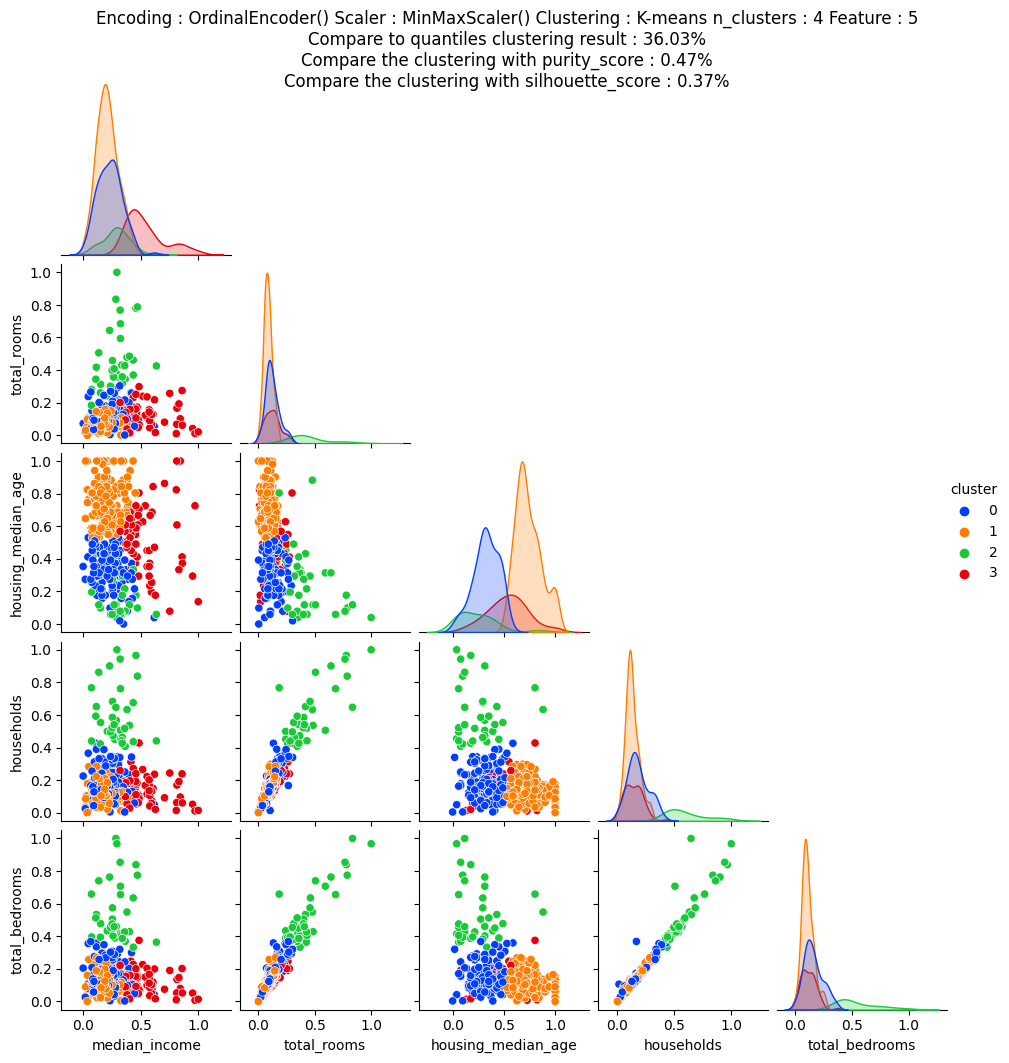 Encoding : OrdinalEncoder() Scaler : MinMaxScaler() Clustering : K-means n_clusters : 4 Feature : 5
Compare to quantiles clustering result : 36.03%
Compare the clustering with purity_score : 0.47%
Compare the clustering with silhouette_score : 0.37%
1.0
0.8
0.6
0.4
0.2
0.0
total_rooms
1.0
0.8
0.6
0.4
0.2
0.0
housing_median_age
cluster
0
1
2
3
1.0
0.8
0.6
0.4
0.2
0.0
households
1.0
0.8
0.6
0.4
0.2
0.0
total_bedrooms
0.0 0.5 1.0 0.0 0.5 1.0 0.0 0.5 1.0 0.0 0.5 1.0 0.0 0.5 1.0
median_income total_rooms housing_median_age households total_bedrooms